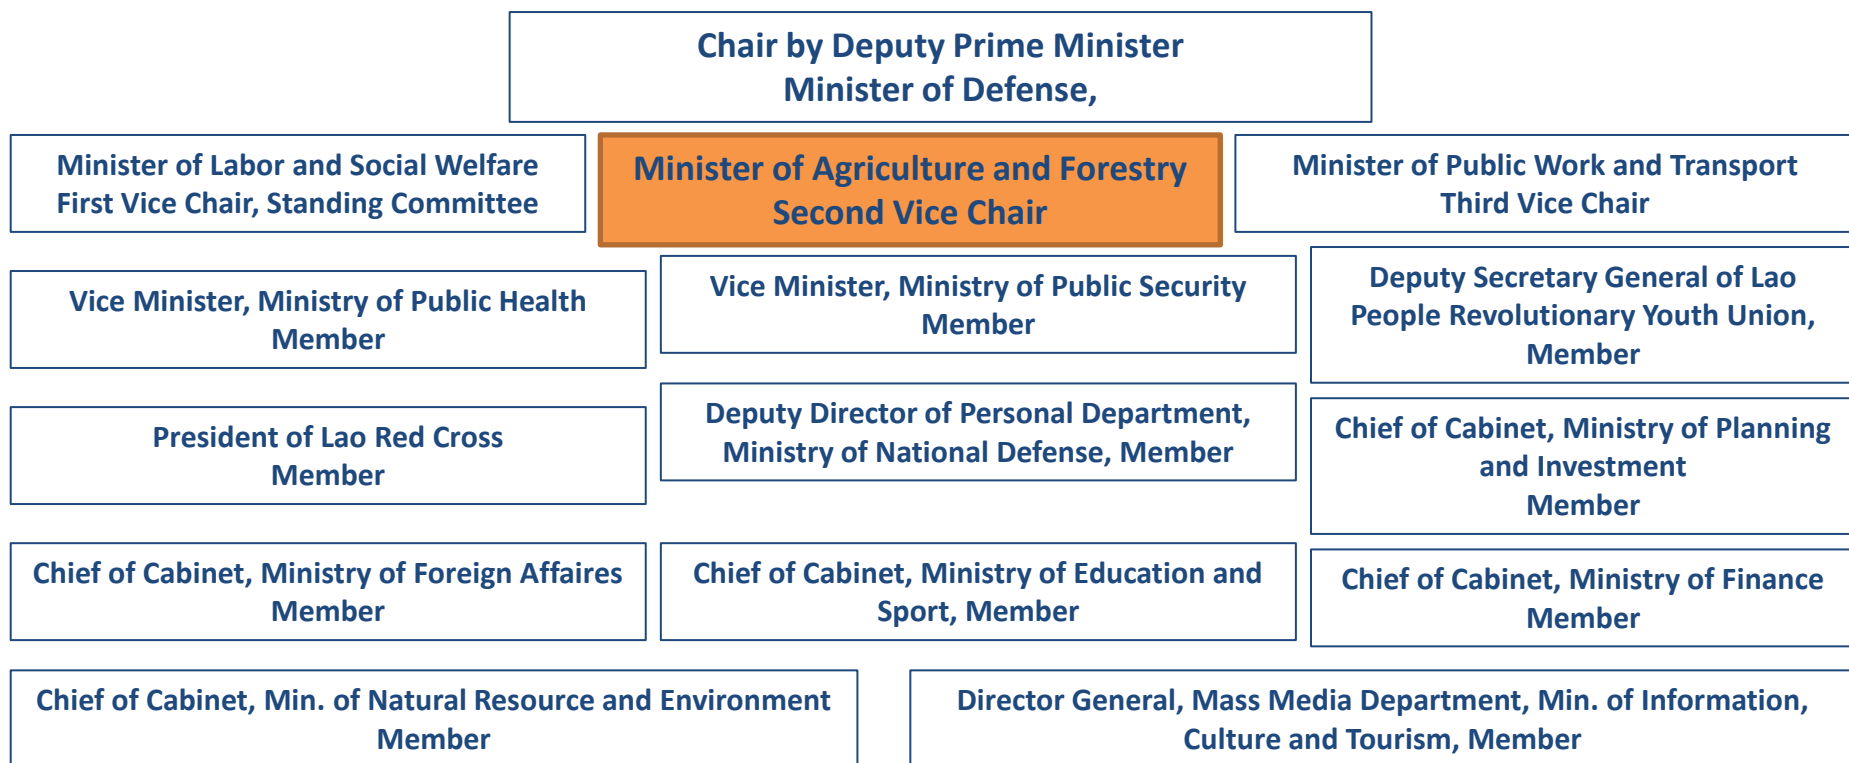 Chair by Deputy Prime Minister
Minister of Defense,
Minister of Labor and Social Welfare
First Vice Chair, Standing Committee
Minister of Agriculture and Forestry
Second Vice Chair
Minister of Public Work and Transport
Third Vice Chair
Vice Minister, Ministry of Public Health
Member
Vice Minister, Ministry of Public Security
Member
Deputy Secretary General of Lao
People Revolutionary Youth Union,
Member
President of Lao Red Cross
Member
Deputy Director of Personal Department,
Ministry of National Defense, Member
Chief of Cabinet, Ministry of Planning
and Investment
Member
Chief of Cabinet, Ministry of Foreign Affaires
Member
Chief of Cabinet, Ministry of Education and
Sport, Member
Chief of Cabinet, Ministry of Finance
Member
Chief of Cabinet, Min. of Natural Resource and Environment
Member
Director General, Mass Media Department, Min. of Information,
Culture and Tourism, Member